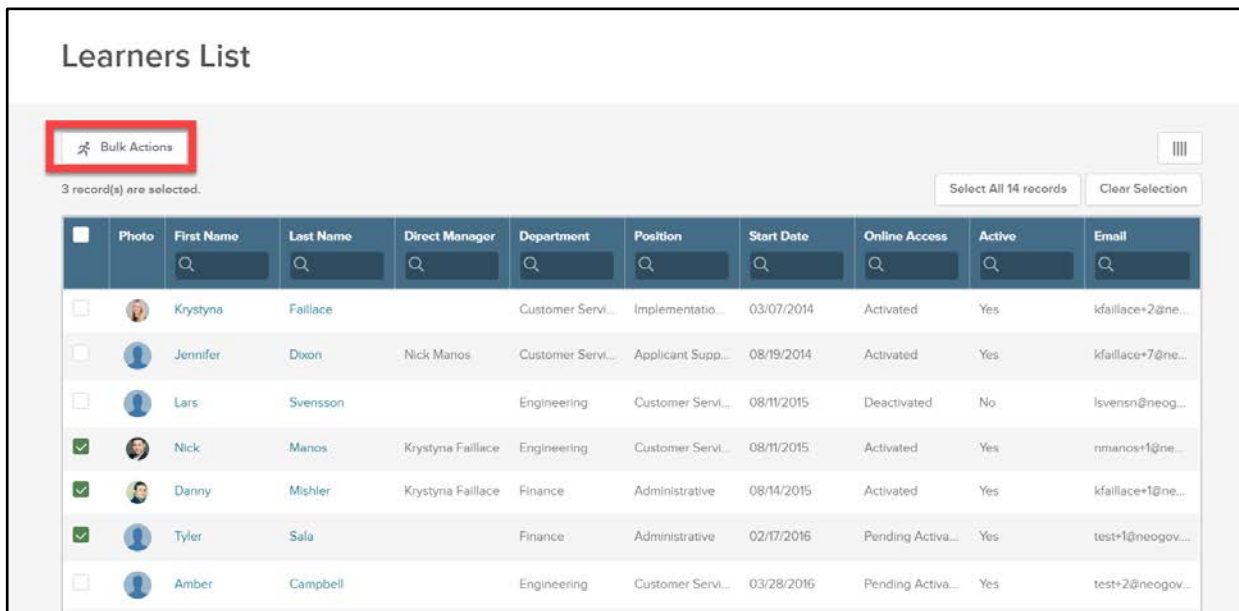 Learners List
Bulk Actions
3 record(s) are selected. Select All 14 records Clear Selection
Photo First Name Last Name Direct Manager Department Position Start Date Online Access Active Email
Krystyna Faillace Customer Servi... Implementatio... 03/07/2014 Activated Yes kfaillace+2@ne...
Jennifer Dixon Nick Manos Customer Servi... Applicant Supp... 08/19/2014 Activated Yes kfaillace+7@ne...
Lars Svensson Engineering Customer Servi... 08/11/2015 Deactivated No lsvensn@neog...
Nick Manos Krystyna Faillace Engineering Customer Servi... 08/11/2015 Activated Yes nmanos+1@ne...
Danny Mishler Krystyna Faillace Finance Administrative 08/14/2015 Activated Yes kfaillace+1@ne...
Tyler Sala Finance Administrative 02/17/2016 Pending Activa... Yes test+1@neogov....
Amber Campbell Engineering Customer Servi... 03/28/2016 Pending Activa... Yes test+2@neogov...